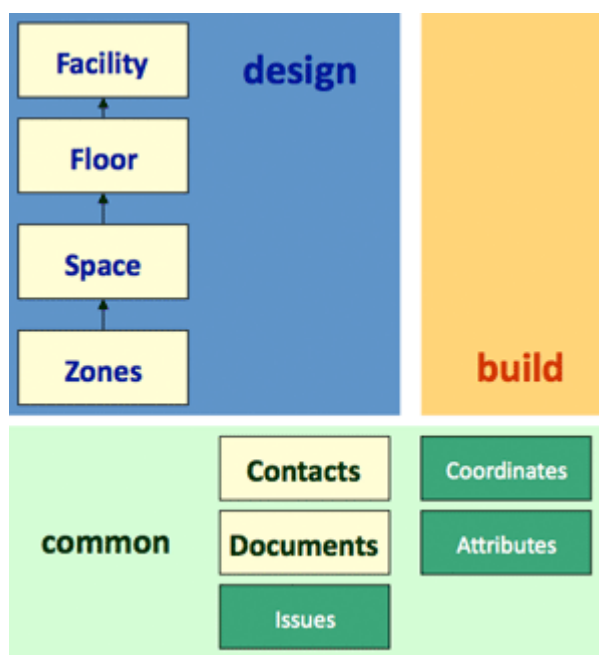 Facility
design
Floor
Space
Zones
build
common
Contacts
Documents
Issues
Coordinates
Attributes